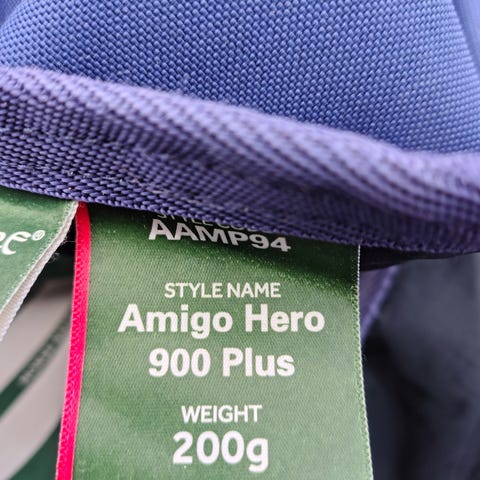 AAMP94
STYLE NAME
Amigo Hero
900 Plus
WEIGHT
200g